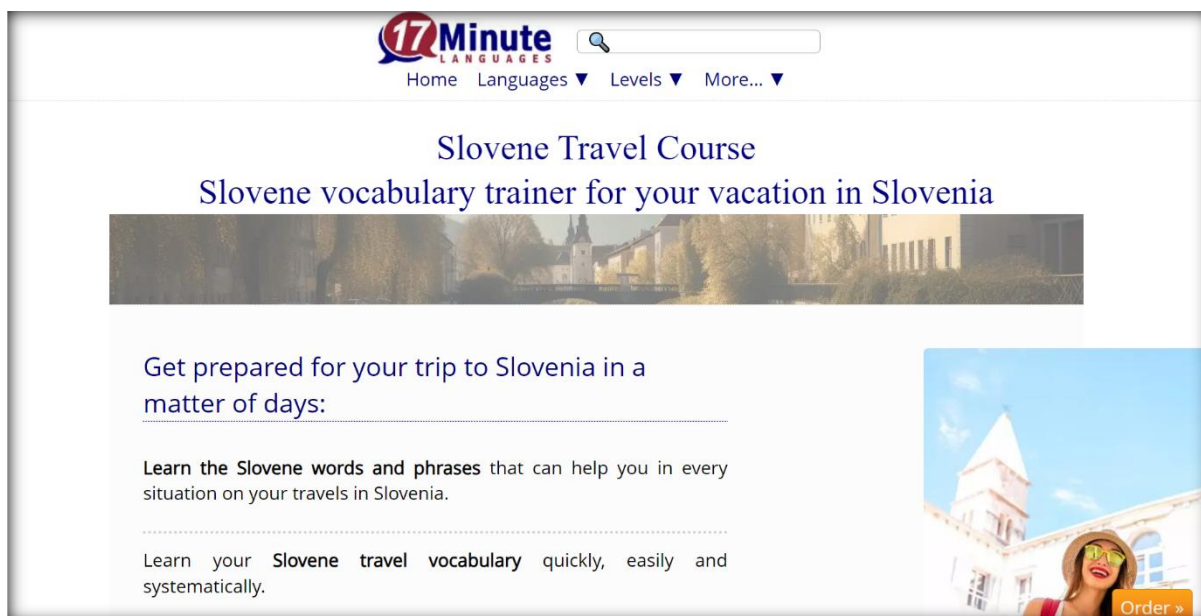 17 Minute
LANGUAGES
Home Languages ▼ Levels ▼ More... ▼
Slovene Travel Course
Slovene vocabulary trainer for your vacation in Slovenia
Get prepared for your trip to Slovenia in a
matter of days:
Learn the Slovene words and phrases that can help you in every
situation on your travels in Slovenia.
Learn your Slovene travel vocabulary quickly, easily and
systematically.
Order »